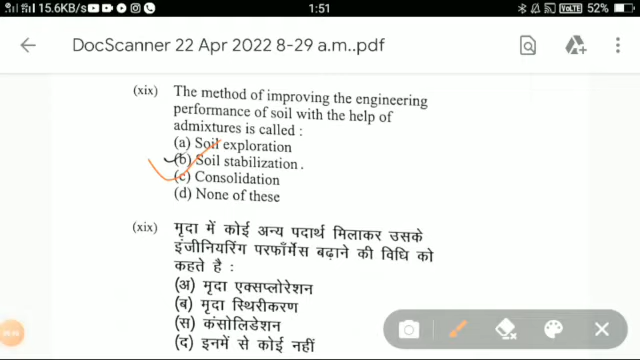 15.6KB/s 1:51 VoLTE 52%
DocScanner 22 Apr 2022 8-29 a.m..pdf
(xix) The method of improving the engineering
performance of soil with the help of
admixtures is called :
(a) Soil exploration
(b) Soil stabilization.
(c) Consolidation
(d) None of these
(xix) मृदा में कोई अन्य पदार्थ मिलाकर उसके
इंजीनियरिंग परफॉर्मेंस बढ़ाने की विधि को
कहते है :
(अ) मृदा एक्सप्लोरेशन
(ब) मृदा स्थिरीकरण
(स) कंसोलिडेशन
(द) इनमें से कोई नहीं